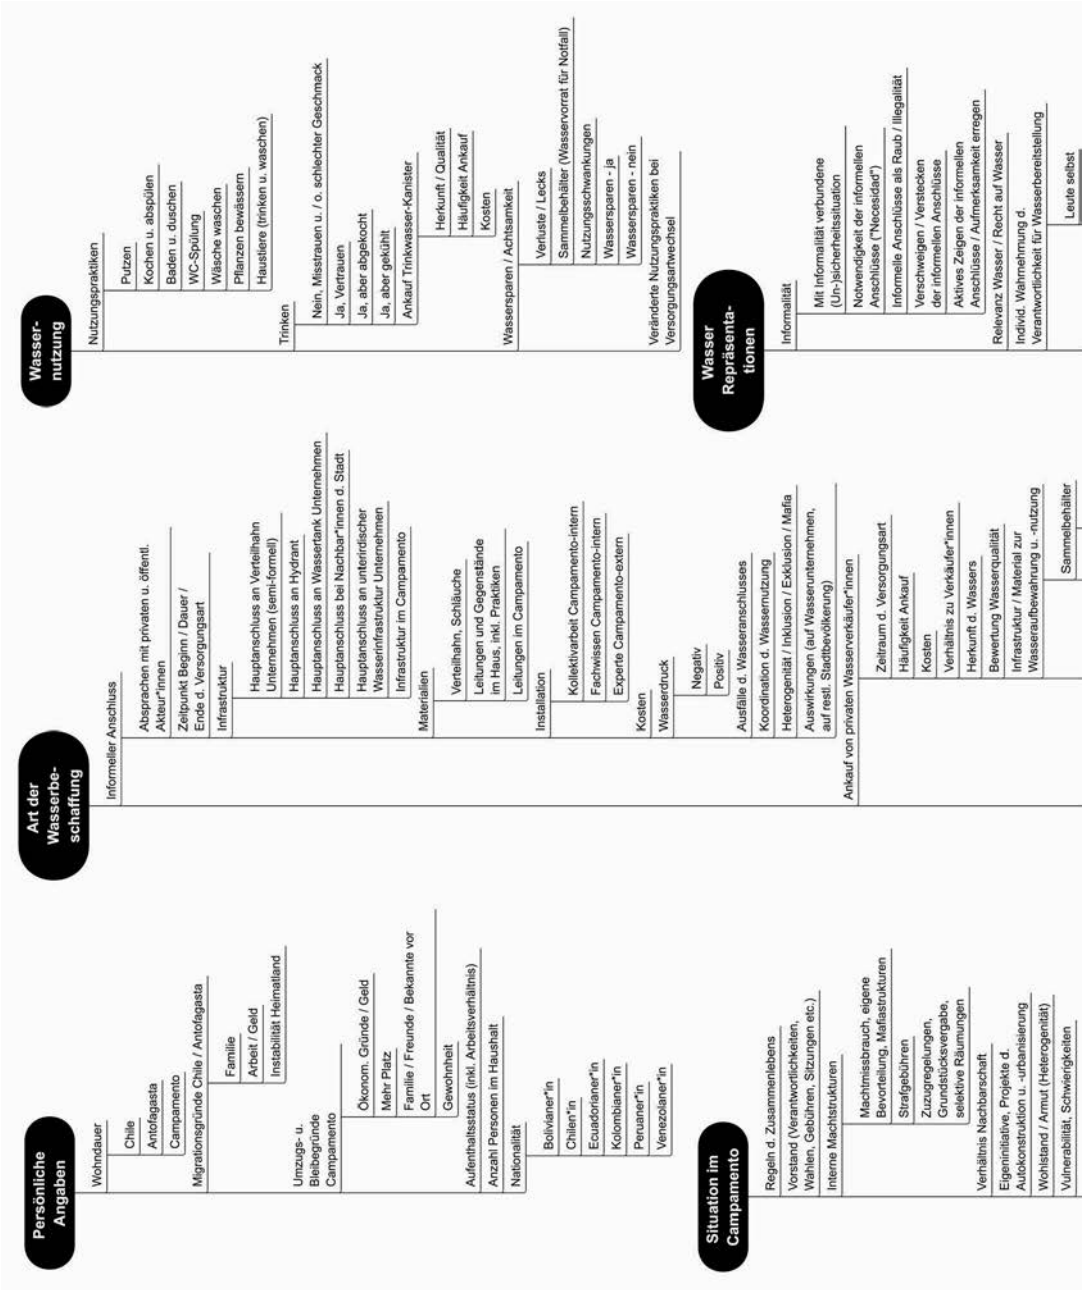 Persönliche
Angaben
Wohndauer
Chile
Antofagasta
Campamento
Migrationsgründe Chile / Antofagasta
Familie
Arbeit / Geld
Instabilität Heimatland
Umzugs- u.
Bleibegründe
Campamento
Ökonom. Gründe / Geld
Mehr Platz
Familie / Freunde / Bekannte vor
Ort
Gewohnheit
Aufenthaltsstatus (inkl. Arbeitsverhältnis)
Anzahl Personen im Haushalt
Nationalität
Bolivianer*in
Chilen*in
Ecuadorianer*in
Kolombianer*in
Peruaner*in
Venezolaner*in
Situation im
Campamento
Regeln d. Zusammenlebens
Vorstand (Verantwortlichkeiten,
Wahlen, Gebühren, Sitzungen etc.)
Interne Machtstrukturen
Machtmissbrauch, eigene
Bevorteilung, Mafiastrukturen
Strafgebühren
Zuzugregelungen,
Grundstücksvergabe,
selektive Räumungen
Verhältnis Nachbarschaft
Eigeninitiative, Projekte d.
Autokonstruktion u. -urbanisierung
Wohlstand / Armut (Heterogenität)
Vulnerabilität, Schwierigkeiten
Art der
Wasserbe-
schaffung
Informeller Anschluss
Absprachen mit privaten u. öffentl.
Akteur*innen
Zeitpunkt Beginn / Dauer /
Ende d. Versorgungsart
Infrastruktur
Hauptanschluss an Verteilhahn
Unternehmen (semi-formell)
Hauptanschluss an Hydrant
Hauptanschluss an Wassertank Unternehmen
Hauptanschluss bei Nachbar*innen d. Stadt
Hauptanschluss an unterirdischer
Wasserinfrastruktur Unternehmen
Infrastruktur im Campamento
Materialien
Verteilhahn, Schläuche
Leitungen und Gegenstände
im Haus, inkl. Praktiken
Leitungen im Campamento
Installation
Kollektivarbeit Campamento-intern
Fachwissen Campamento-intern
Experte Campamento-extern
Kosten
Wasserdruck
Negativ
Positiv
Ausfälle d. Wasseranschlusses
Koordination d. Wassernutzung
Heterogenität / Inklusion / Exklusion / Mafia
Auswirkungen (auf Wasserunternehmen,
auf restl. Stadtbevölkerung)
Ankauf von privaten Wasserverkäufer*innen
Zeitraum d. Versorgungsart
Häufigkeit Ankauf
Kosten
Verhältnis zu Verkäufer*innen
Herkunft d. Wassers
Bewertung Wasserqualität
Infrastruktur / Material zur
Wasseraufbewahrung u. -nutzung
Sammelbehälter
Wasser-
nutzung
Nutzungspraktiken
Putzen
Kochen u. abspülen
Baden u. duschen
WC-Spülung
Wäsche waschen
Pflanzen bewässern
Haustiere (trinken u. waschen)
Trinken
Nein, Misstrauen u. / o. schlechter Geschmack
Ja, Vertrauen
Ja, aber abgekocht
Ja, aber gekühlt
Ankauf Trinkwasser-Kanister
Herkunft / Qualität
Häufigkeit Ankauf
Kosten
Wassersparen / Achtsamkeit
Verluste / Lecks
Sammelbehälter (Wasservorrat für Notfall)
Nutzungsschwankungen
Wassersparen - ja
Wassersparen - nein
Veränderte Nutzungspraktiken bei
Versorgungsartwechsel
Wasser
Repräsenta-
tionen
Informalität
Mit Informalität verbundene
(Un-)sicherheitssituation
Notwendigkeit der informellen
Anschlüsse ("Necesidad")
Informelle Anschlüsse als Raub / Illegalität
Verschweigen / Verstecken
der informellen Anschlüsse
Aktives Zeigen der informellen
Anschlüsse / Aufmerksamkeit erregen
Relevanz Wasser / Recht auf Wasser
Individ. Wahrnehmung d.
Verantwortlichkeit für Wasserbereitstellung
Leute selbst